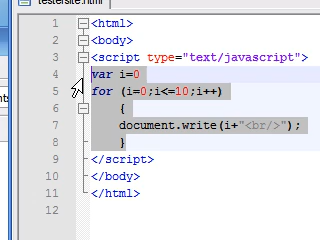 testersite.html
1 <html>
2 <body>
3 <script type="text/javascript">
4 var i=0
5 for (i=0;i<=10;i++)
6 {
7 document.write(i+"<br/>");
8 }
9 </script>
10 </body>
11 </html>
12